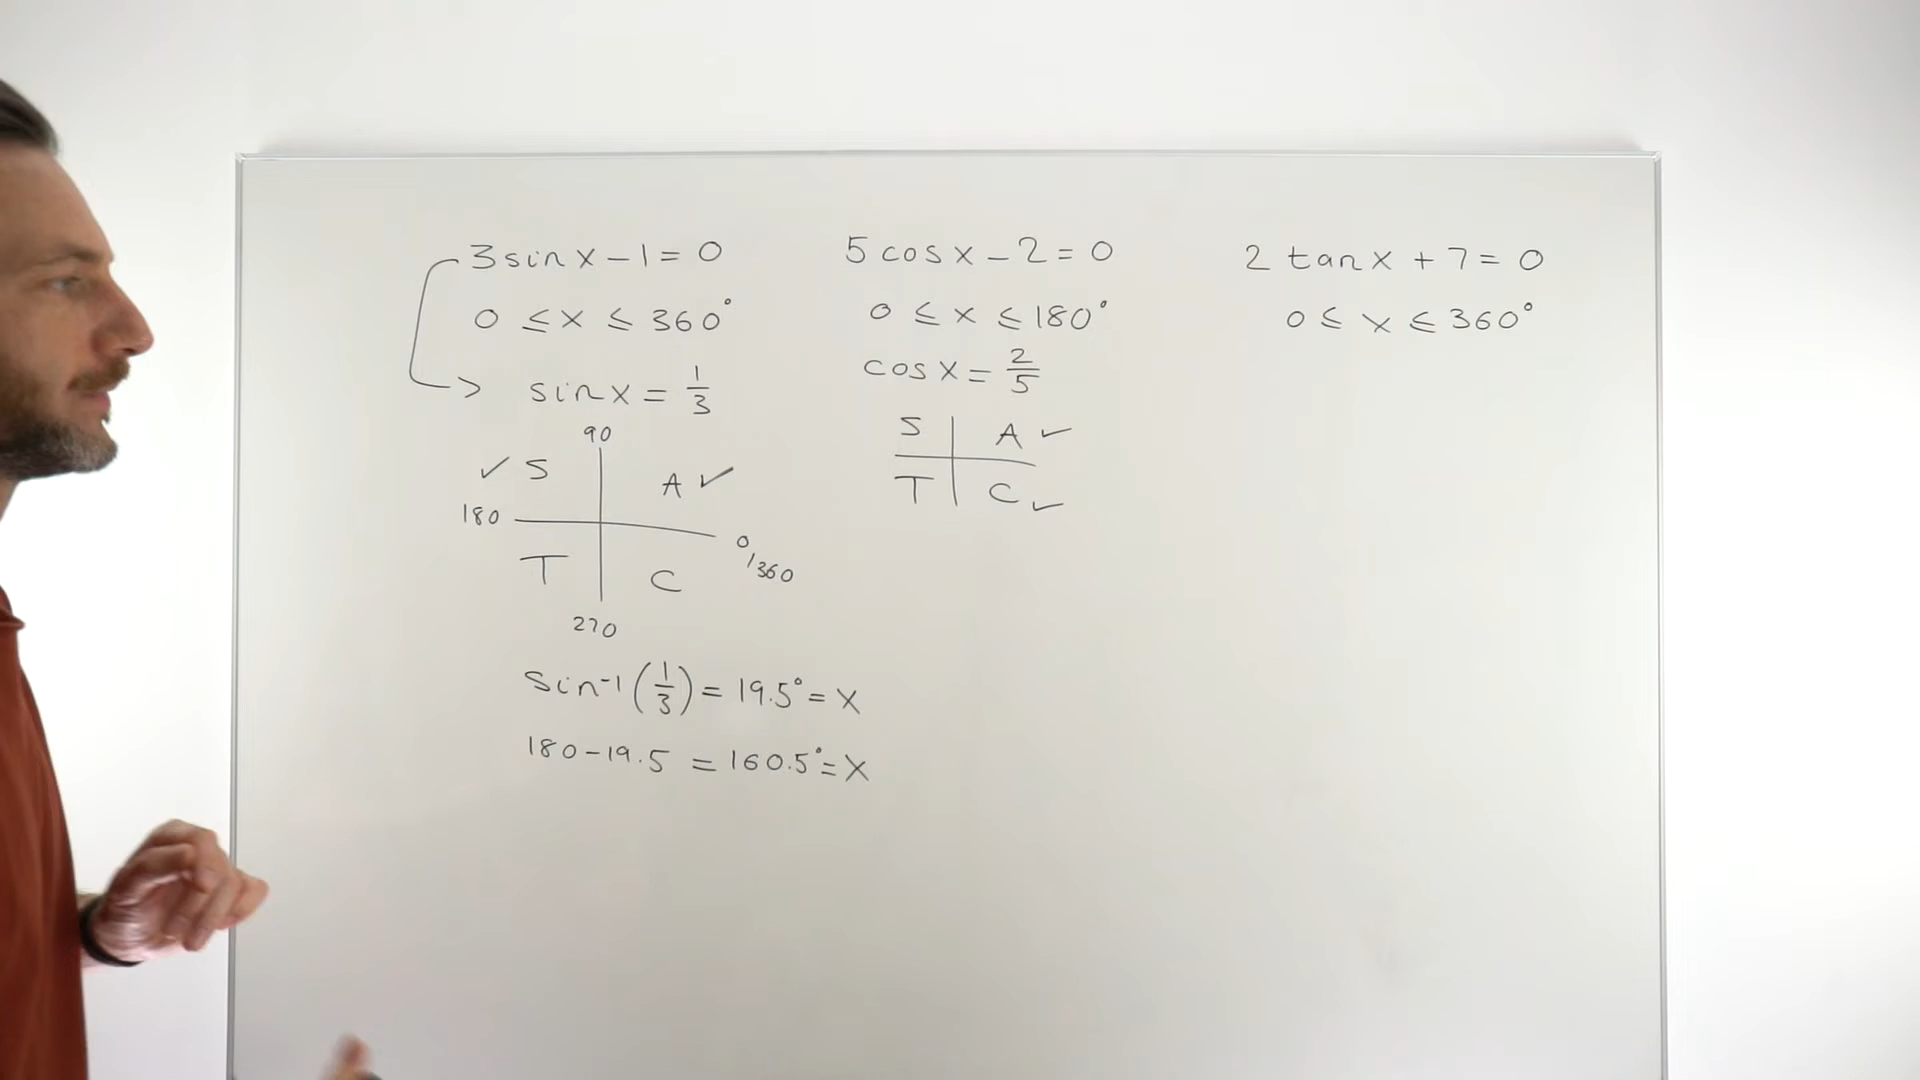 3 sin x − 1 = 0
0 ≤ x ≤ 360°
sin x = 1/3
90
✓ S A ✓
180
0/360
T C
270
sin⁻¹(1/3) = 19.5° = x
180 − 19.5 = 160.5° = x
5 cos x − 2 = 0
0 ≤ x ≤ 180°
cos x = 2/5
S A ✓
T C ✓
2 tan x + 7 = 0
0 ≤ x ≤ 360°